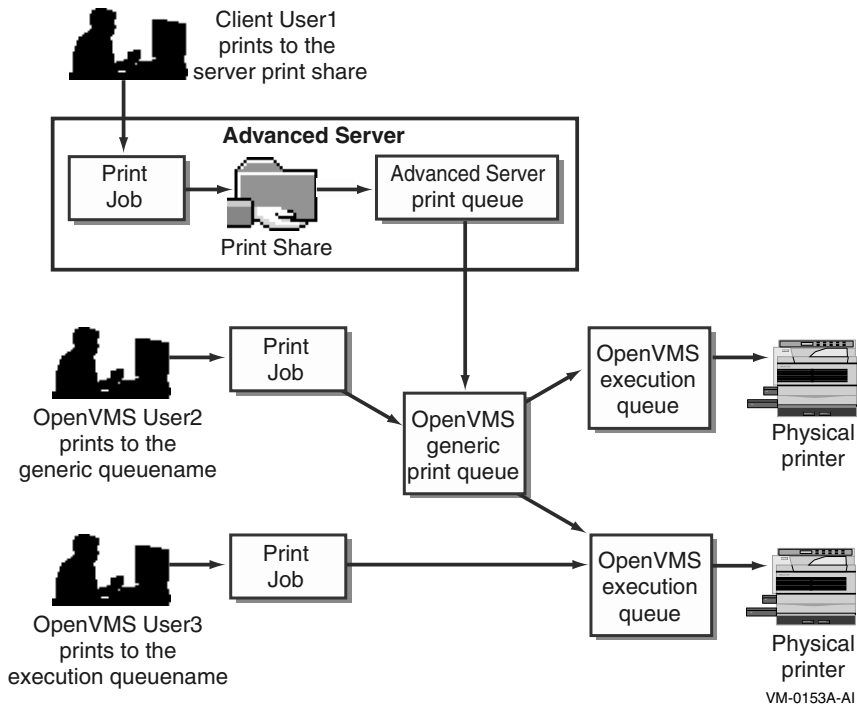 Client User1
prints to the
server print share
Advanced Server
Print
Job
Print Share
Advanced Server
print queue
OpenVMS User2
prints to the
generic queuename
Print
Job
OpenVMS
generic
print queue
OpenVMS
execution
queue
Physical
printer
OpenVMS User3
prints to the
execution queuename
Print
Job
OpenVMS
execution
queue
Physical
printer
VM-0153A-AI